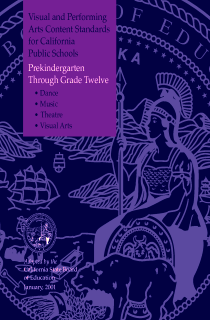 Visual and Performing
Arts Content Standards
for California
Public Schools
Prekindergarten
Through Grade Twelve
• Dance
• Music
• Theatre
• Visual Arts
Adopted by the
California State Board
of Education
January, 2001